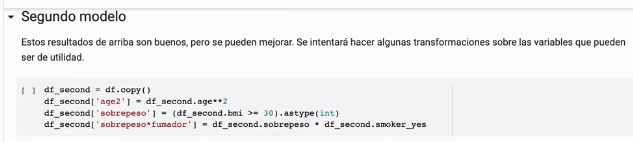 Segundo modelo
Estos resultados de arriba son buenos, pero se pueden mejorar. Se intentará hacer algunas transformaciones sobre las variables que pueden
ser de utilidad.
[ ] df_second = df.copy()
df_second['age2'] = df_second.age**2
df_second['sobrepeso'] = (df_second.bmi >= 30).astype(int)
df_second['sobrepeso*fumador'] = df_second.sobrepeso * df_second.smoker_yes